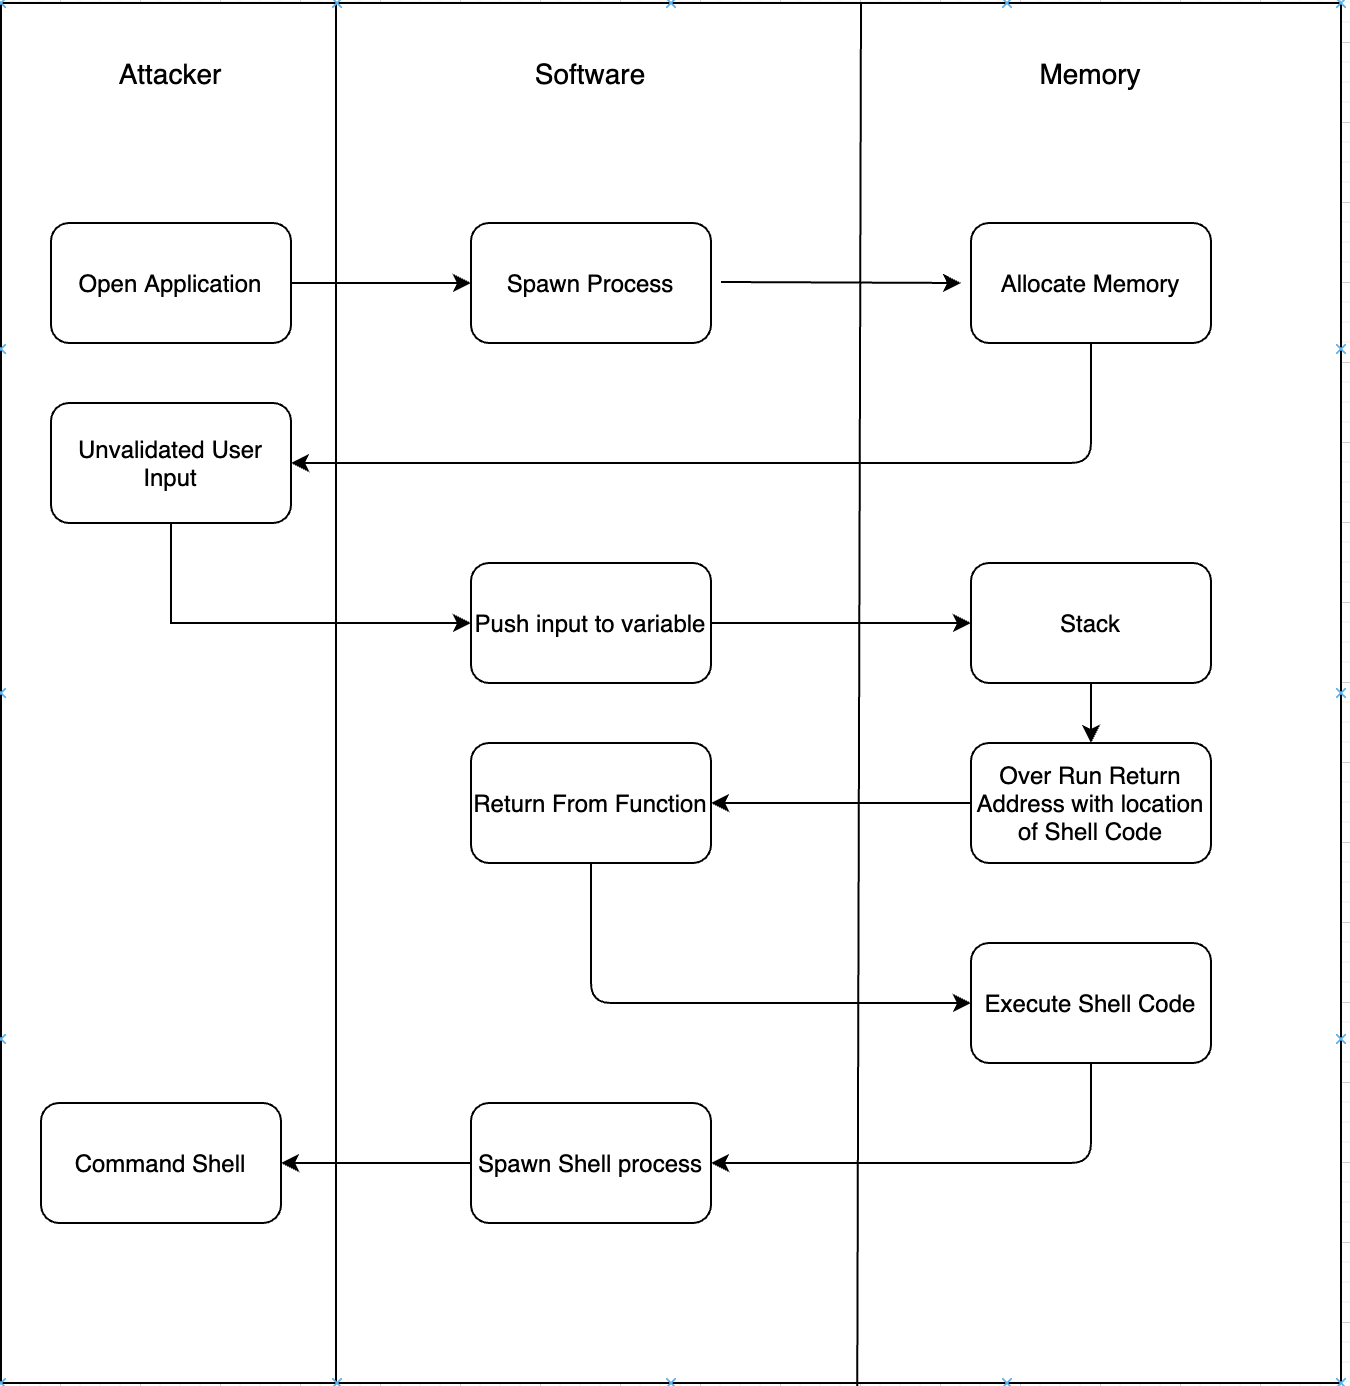 Attacker
Software
Memory
Open Application
Spawn Process
Allocate Memory
Unvalidated User
Input
Push input to variable
Stack
Return From Function
Over Run Return
Address with location
of Shell Code
Execute Shell Code
Command Shell
Spawn Shell process